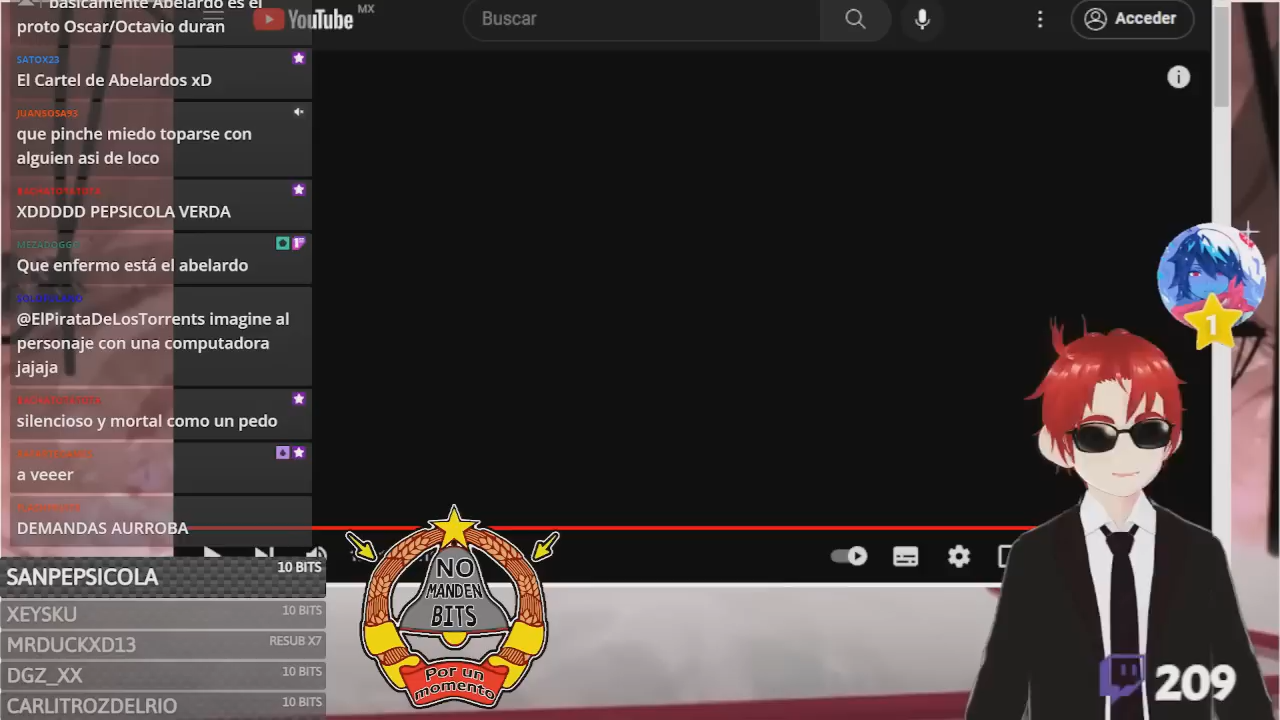 básicamente Abelardo es el
proto Oscar/Octavio duran
SATOX23
El Cartel de Abelardos xD
JUANSOSA93
que pinche miedo toparse con
alguien asi de loco
XDDDDD PEPSICOLA VERDA
MEZADOGGO
Que enfermo está el abelardo
@ElPirataDeLosTorrents imagine al
personaje con una computadora
jajaja
silencioso y mortal como un pedo
a veeer
DEMANDAS AURROBA
SANPEPSICOLA 10 BITS
XEYSKU 10 BITS
MRDUCKXD13 RESUB X7
DGZ_XX 10 BITS
CARLITROZDELRIO 10 BITS
YouTube MX
Buscar
Acceder
1
NO
MANDEN
BITS
Por un
momento
209